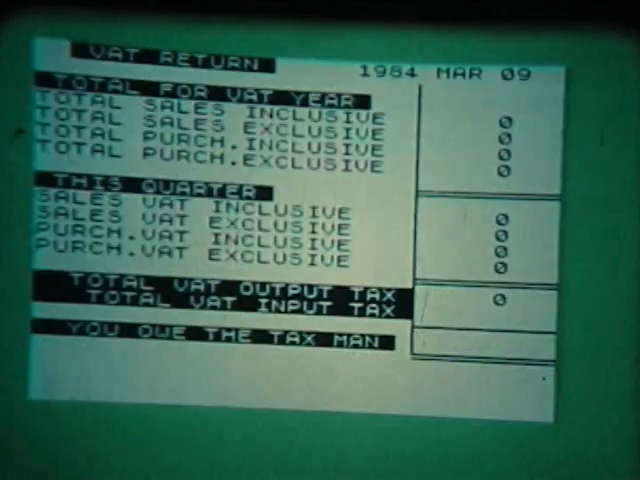 VAT RETURN
1984 MAR 09
TOTAL FOR VAT YEAR
TOTAL SALES INCLUSIVE 0
TOTAL SALES EXCLUSIVE 0
TOTAL PURCH.INCLUSIVE 0
TOTAL PURCH.EXCLUSIVE 0
THIS QUARTER
SALES VAT INCLUSIVE 0
SALES VAT EXCLUSIVE 0
PURCH.VAT INCLUSIVE 0
PURCH.VAT EXCLUSIVE 0
TOTAL VAT OUTPUT TAX 0
TOTAL VAT INPUT TAX
YOU OWE THE TAX MAN